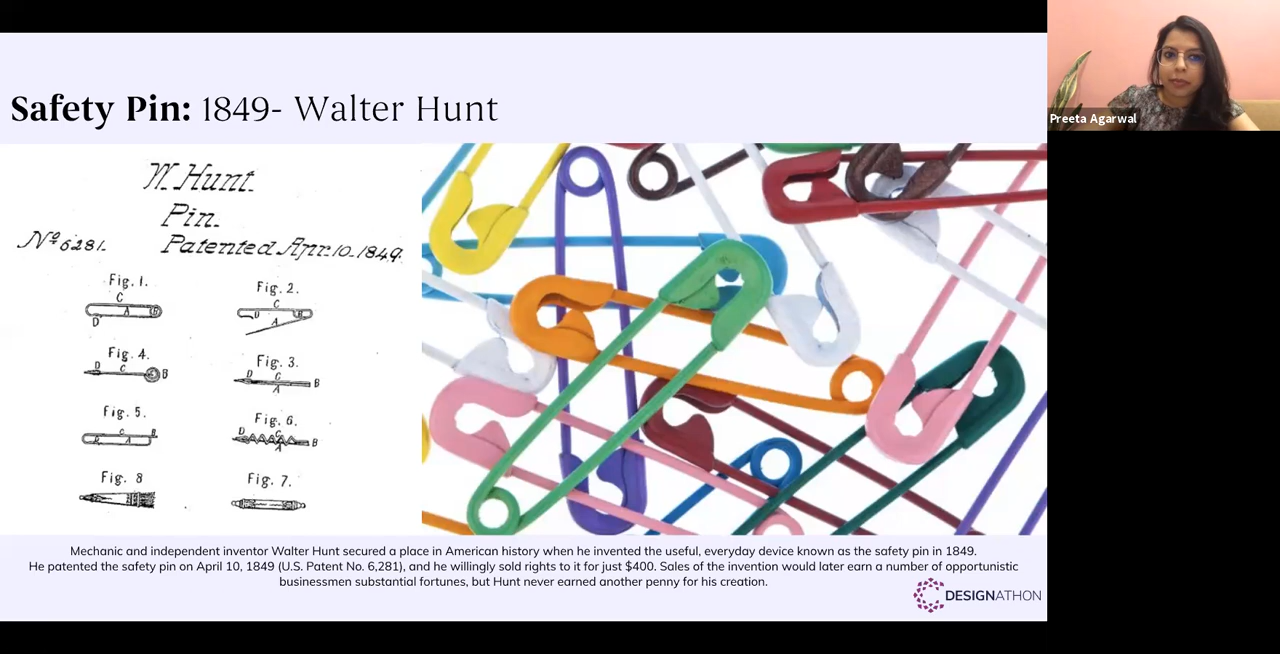 Safety Pin: 1849- Walter Hunt
Preeta Agarwal
W. Hunt.
Pin.
Nº 6281. Patented Apr. 10. 1849.
Fig. 1.
C
A B
D
Fig. 2.
C
D B
A
Fig. 4.
D C
B
Fig. 3.
D C
B
A
Fig. 5.
C B
D A
Fig. 6.
D C
B
A
Fig. 8
Fig. 7.
Mechanic and independent inventor Walter Hunt secured a place in American history when he invented the useful, everyday device known as the safety pin in 1849.
He patented the safety pin on April 10, 1849 (U.S. Patent No. 6,281), and he willingly sold rights to it for just $400. Sales of the invention would later earn a number of opportunistic
businessmen substantial fortunes, but Hunt never earned another penny for his creation.
DESIGNATHON